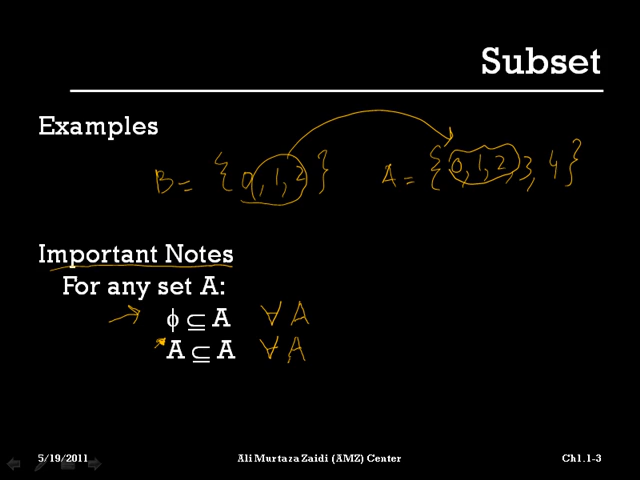 Subset
Examples
B = {0, 1, 2} A = {0, 1, 2, 3, 4}
Important Notes
For any set A:
ϕ ⊆ A ∀ A
A ⊆ A ∀ A
5/19/2011 Ali Murtaza Zaidi (AMZ) Center Ch1.1-3